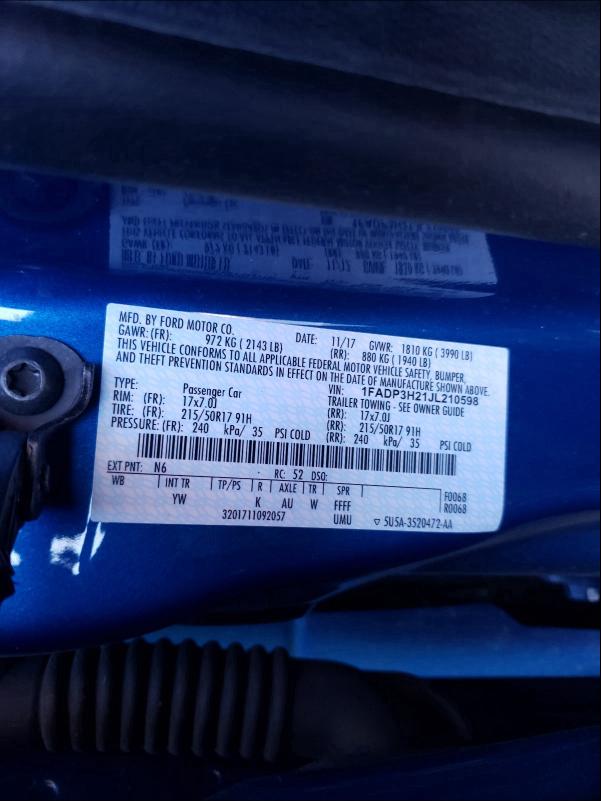 MFD. BY FORD MOTOR CO.
DATE: 11/17 GVWR: 1810 KG ( 3990 LB)
GAWR: (FR): 972 KG ( 2143 LB) (RR): 880 KG ( 1940 LB)
THIS VEHICLE CONFORMS TO ALL APPLICABLE FEDERAL MOTOR VEHICLE SAFETY, BUMPER,
AND THEFT PREVENTION STANDARDS IN EFFECT ON THE DATE OF MANUFACTURE SHOWN ABOVE.
VIN: 1FADP3H21JL210598
TYPE: Passenger Car TRAILER TOWING - SEE OWNER GUIDE
RIM: (FR): 17x7.0J (RR): 17x7.0J
TIRE: (FR): 215/50R17 91H (RR): 215/50R17 91H
PRESSURE: (FR): 240 kPa/ 35 PSI COLD (RR): 240 kPa/ 35 PSI COLD
EXT PNT: N6 RC: 52 DSO:
WB INT TR TP/PS R AXLE TR SPR F0068
YW K AU W FFFF R0068
3201711092057 UMU ▽ 5U5A-3520472-AA